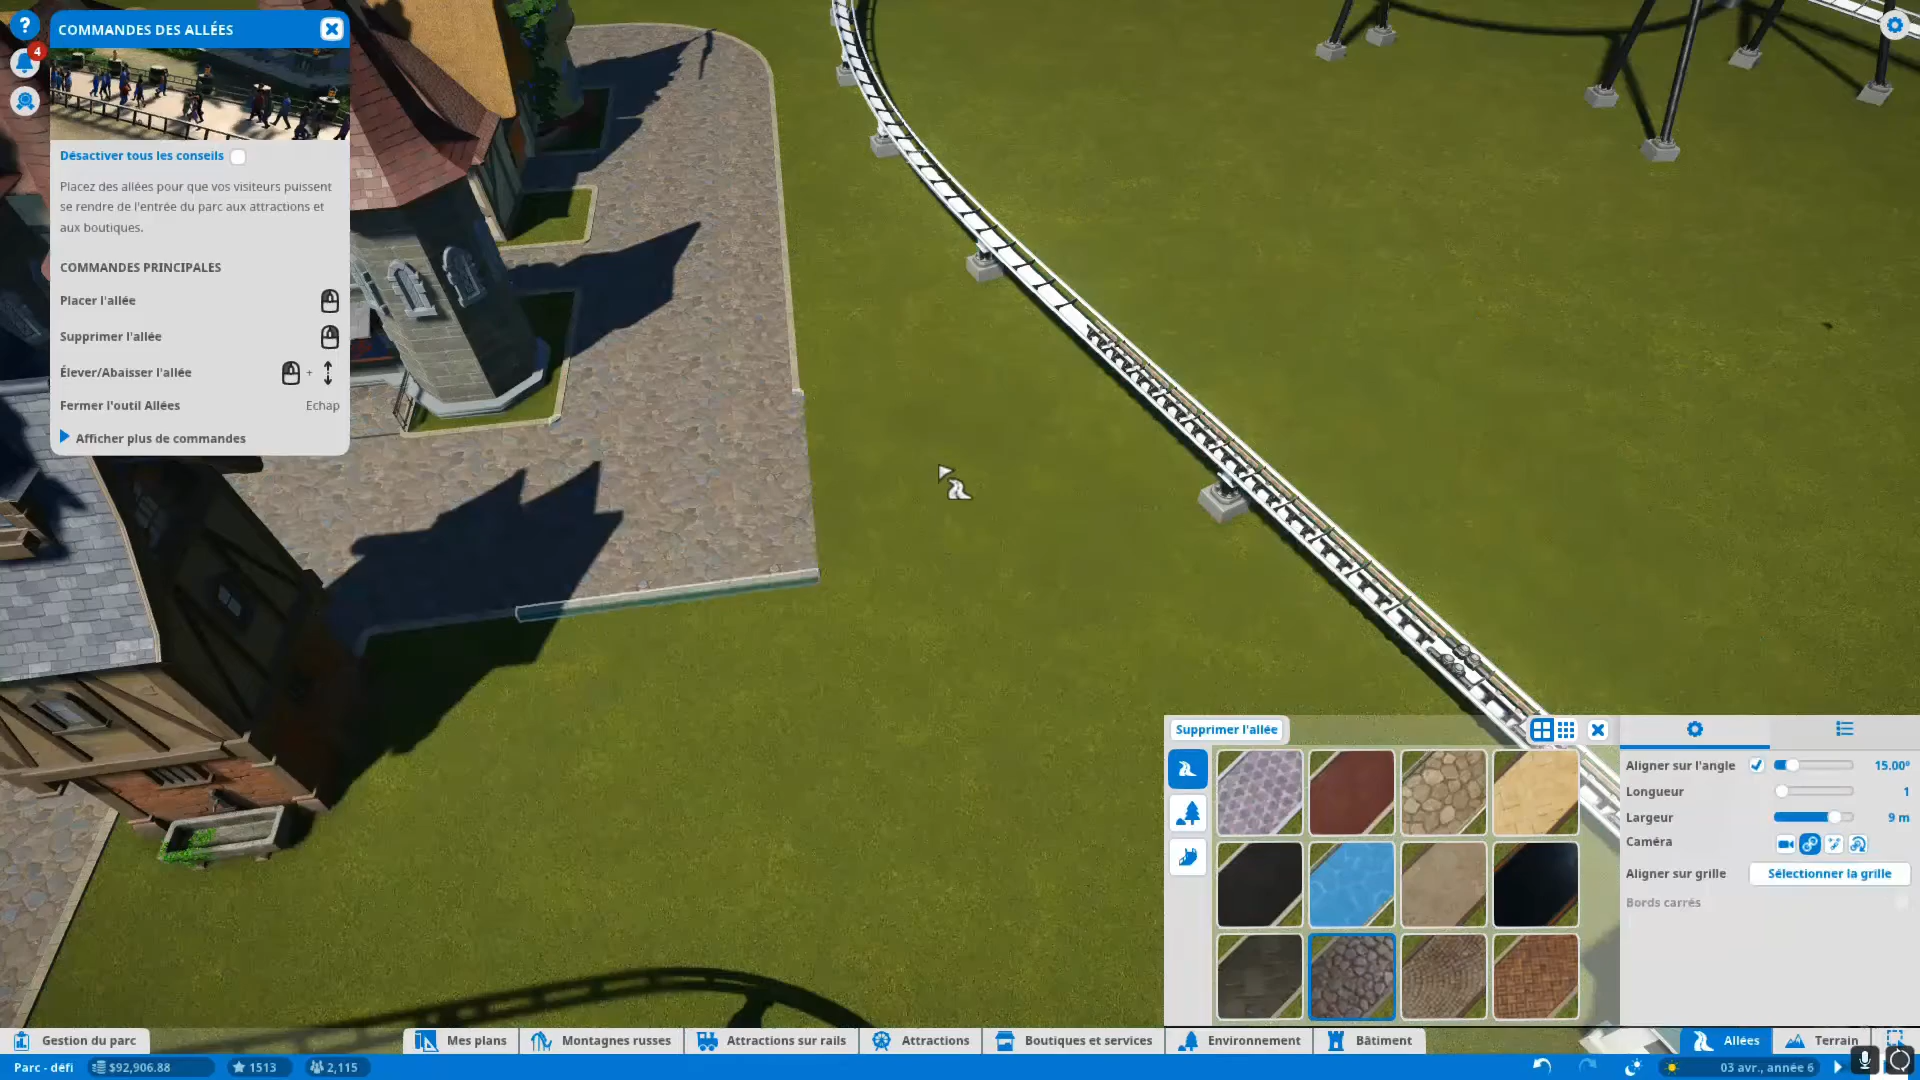 ?
COMMANDES DES ALLÉES
4
Désactiver tous les conseils
Placez des allées pour que vos visiteurs puissent
se rendre de l'entrée du parc aux attractions et
aux boutiques.
COMMANDES PRINCIPALES
Placer l'allée
Supprimer l'allée
Élever/Abaisser l'allée
+
Fermer l'outil Allées Echap
Afficher plus de commandes
Supprimer l'allée
Aligner sur l'angle 15.00°
Longueur 1
Largeur 9 m
Caméra
Aligner sur grille Sélectionner la grille
Bords carrés
Gestion du parc
Mes plans
Montagnes russes
Attractions sur rails
Attractions
Boutiques et services
Environnement
Bâtiment
Allées
Terrain
Parc - défi $92,906.88 1513 2,115
03 avr., année 6